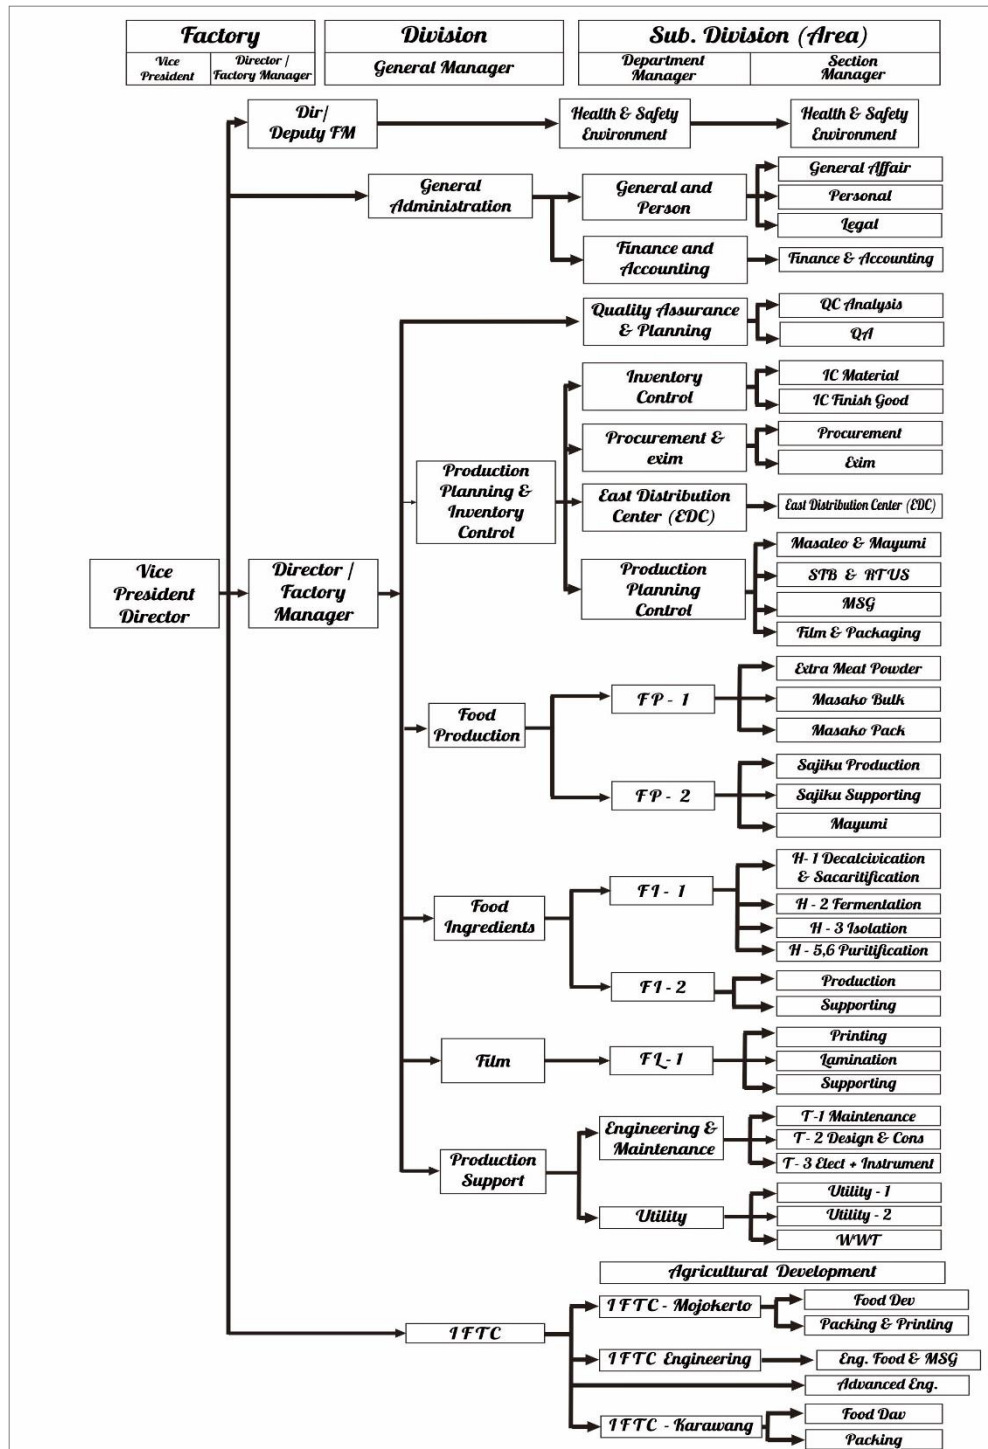 Factory
Division
Sub. Division (Area)
Vice
President
Director /
Factory Manager
General Manager
Department
Manager
Section
Manager
Dir/
Deputy FM
Health & Safety
Environment
Health & Safety
Environment
General
Administration
General and
Person
General Affair
Personal
Legal
Finance and
Accounting
Finance & Accounting
Quality Assurance
& Planning
QC Analysis
QA
Inventory
Control
IC Material
IC Finish Good
Procurement &
exim
Procurement
Exim
Production
Planning &
Inventory
Control
East Distribution
Center (EDC)
East Distribution Center (EDC)
Production
Planning
Control
Masaleo & Mayumi
STB & RTUS
MSG
Film & Packaging
Vice
President
Director
Director /
Factory
Manager
Food
Production
FP - 1
Extra Meat Powder
Masako Bulk
Masako Pack
FP - 2
Sajiku Production
Sajiku Supporting
Mayumi
Food
Ingredients
FI - 1
H- 1 Decalcivication
& Sacaritification
H - 2 Fermentation
H - 3 Isolation
H - 5,6 Puritification
FI - 2
Production
Supporting
Film
FL - 1
Printing
Lamination
Supporting
Production
Support
Engineering &
Maintenance
T -1 Maintenance
T - 2 Design & Cons
T - 3 Elect + Instrument
Utility
Utility - 1
Utility - 2
WWT
Agricultural Development
IFTC
IFTC - Mojokerto
Food Dev
Packing & Printing
IFTC Engineering
Eng. Food & MSG
Advanced Eng.
IFTC - Karawang
Food Dav
Packing